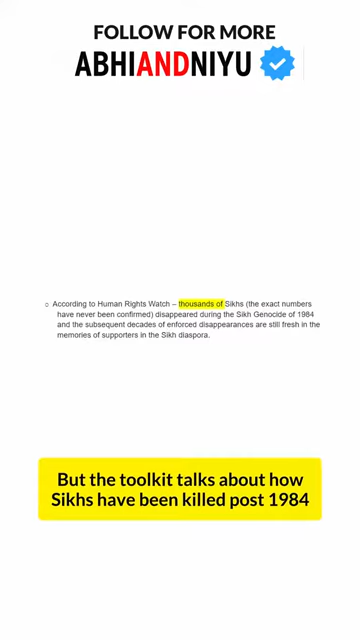 FOLLOW FOR MORE
ABHIANDNIYU
o According to Human Rights Watch – thousands of Sikhs (the exact numbers
have never been confirmed) disappeared during the Sikh Genocide of 1984
and the subsequent decades of enforced disappearances are still fresh in the
memories of supporters in the Sikh diaspora.
But the toolkit talks about how
Sikhs have been killed post 1984